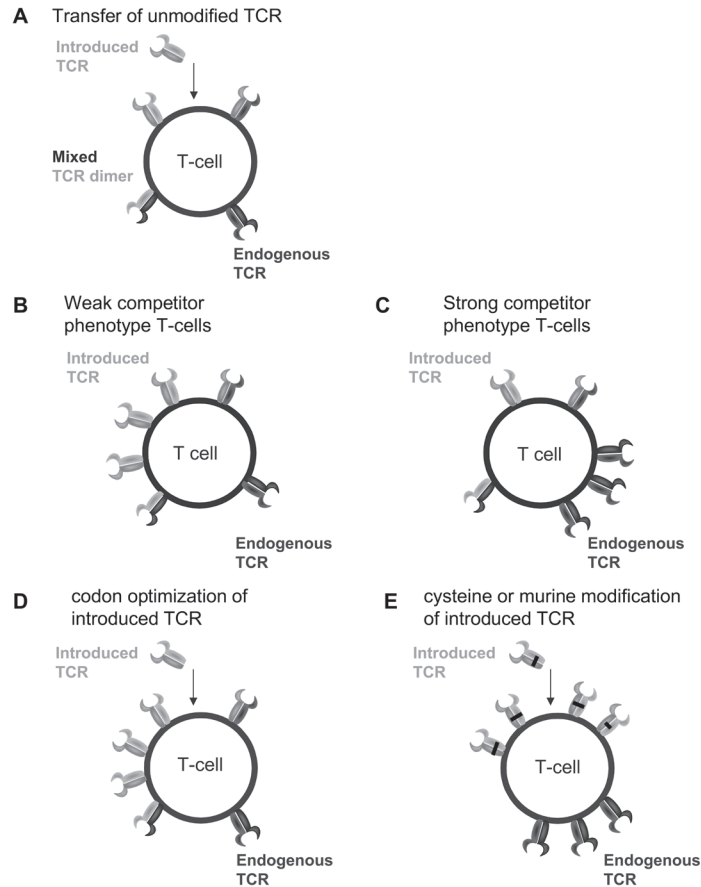 A Transfer of unmodified TCR
Introduced
TCR
T-cell
Mixed
TCR dimer
Endogenous
TCR
B Weak competitor
phenotype T-cells
Introduced
TCR
T cell
Endogenous
TCR
C Strong competitor
phenotype T-cells
Introduced
TCR
T cell
Endogenous
TCR
D codon optimization of
introduced TCR
Introduced
TCR
T-cell
Endogenous
TCR
E cysteine or murine modification
of introduced TCR
Introduced
TCR
T-cell
Endogenous
TCR